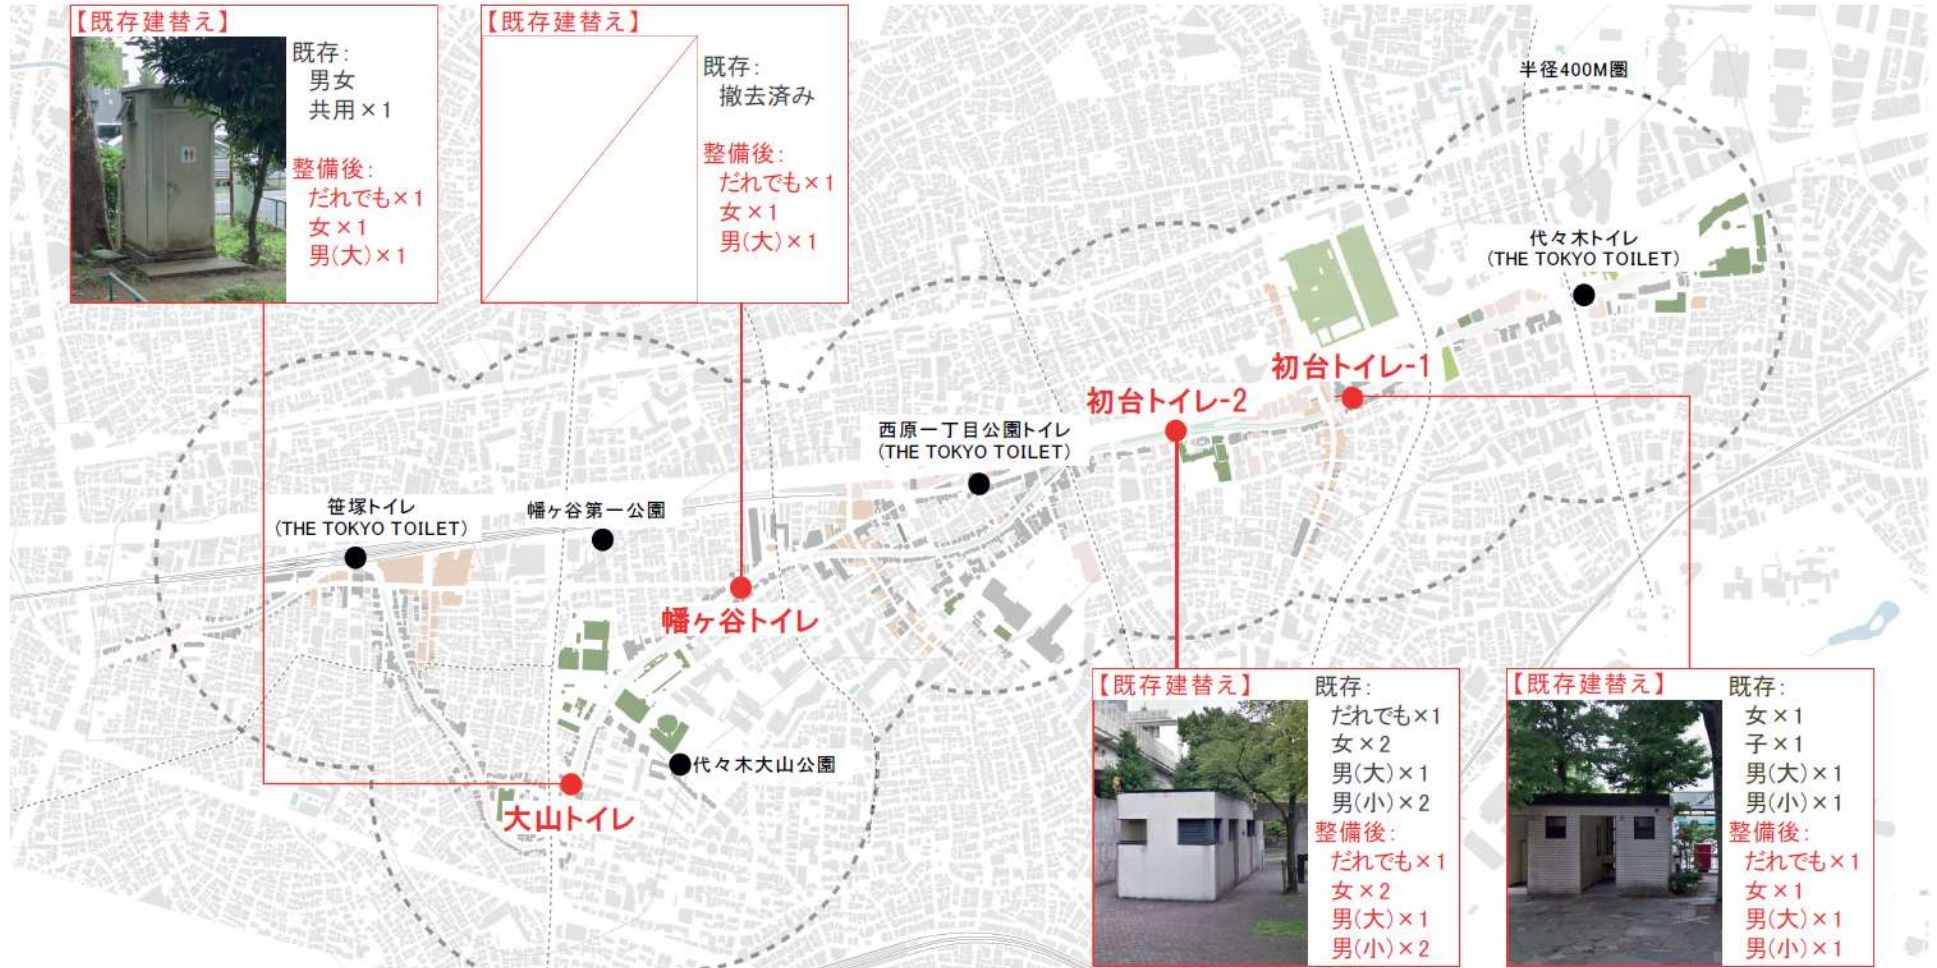 【既存建替え】
既存:
男女
共用×1
整備後:
だれでも×1
女×1
男(大)×1
【既存建替え】
既存:
撤去済み
整備後:
だれでも×1
女×1
男(大)×1
半径400M圏
代々木トイレ
(THE TOKYO TOILET)
初台トイレ-1
初台トイレ-2
西原一丁目公園トイレ
(THE TOKYO TOILET)
笹塚トイレ
(THE TOKYO TOILET)
幡ヶ谷第一公園
幡ヶ谷トイレ
代々木大山公園
大山トイレ
【既存建替え】
既存:
だれでも×1
女×2
男(大)×1
男(小)×2
整備後:
だれでも×1
女×2
男(大)×1
男(小)×2
【既存建替え】
既存:
女×1
子×1
男(大)×1
男(小)×1
整備後:
だれでも×1
女×1
男(大)×1
男(小)×1